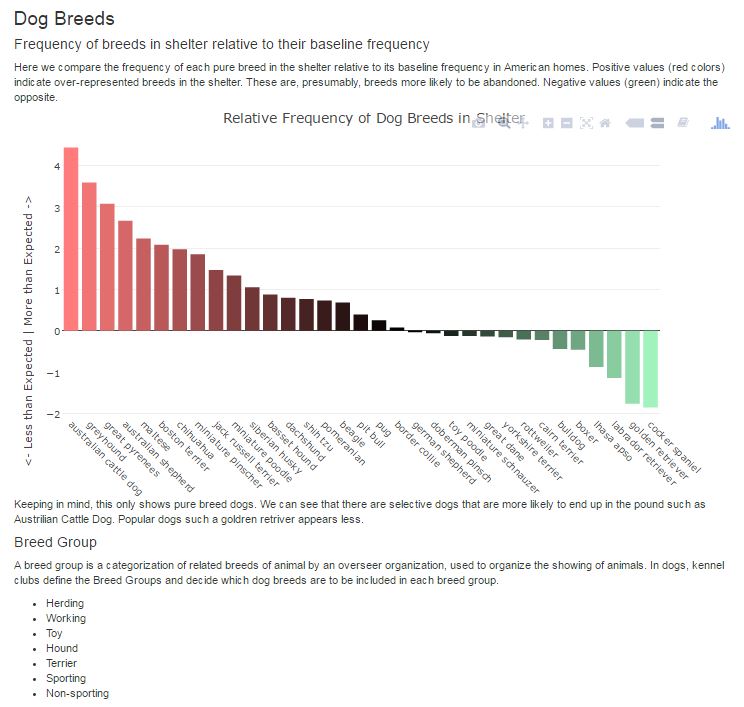 Dog Breeds
Frequency of breeds in shelter relative to their baseline frequency
Here we compare the frequency of each pure breed in the shelter relative to its baseline frequency in American homes. Positive values (red colors)
indicate over-represented breeds in the shelter. These are, presumably, breeds more likely to be abandoned. Negative values (green) indicate the
opposite.
Relative Frequency of Dog Breeds in Shelter
<- Less than Expected | More than Expected ->
4
3
2
1
0
−1
−2
australian cattle dog
greyhound
great pyrenees
australian shepherd
maltese
boston terrier
chihuahua
miniature pinscher
jack russell terrier
miniature poodle
siberian husky
basset hound
dachshund
shih tzu
pomeranian
beagle
pit bull
pug
border collie
german shepherd
doberman pinsch
toy poodle
miniature schnauzer
great dane
yorkshire terrier
rottweiler
cairn terrier
bulldog
boxer
lhasa apso
labrador retriever
golden retriever
cocker spaniel
Keeping in mind, this only shows pure breed dogs. We can see that there are selective dogs that are more likely to end up in the pound such as
Austrilian Cattle Dog. Popular dogs such a goldren retriver appears less.
Breed Group
A breed group is a categorization of related breeds of animal by an overseer organization, used to organize the showing of animals. In dogs, kennel
clubs define the Breed Groups and decide which dog breeds are to be included in each breed group.
• Herding
• Working
• Toy
• Hound
• Terrier
• Sporting
• Non-sporting